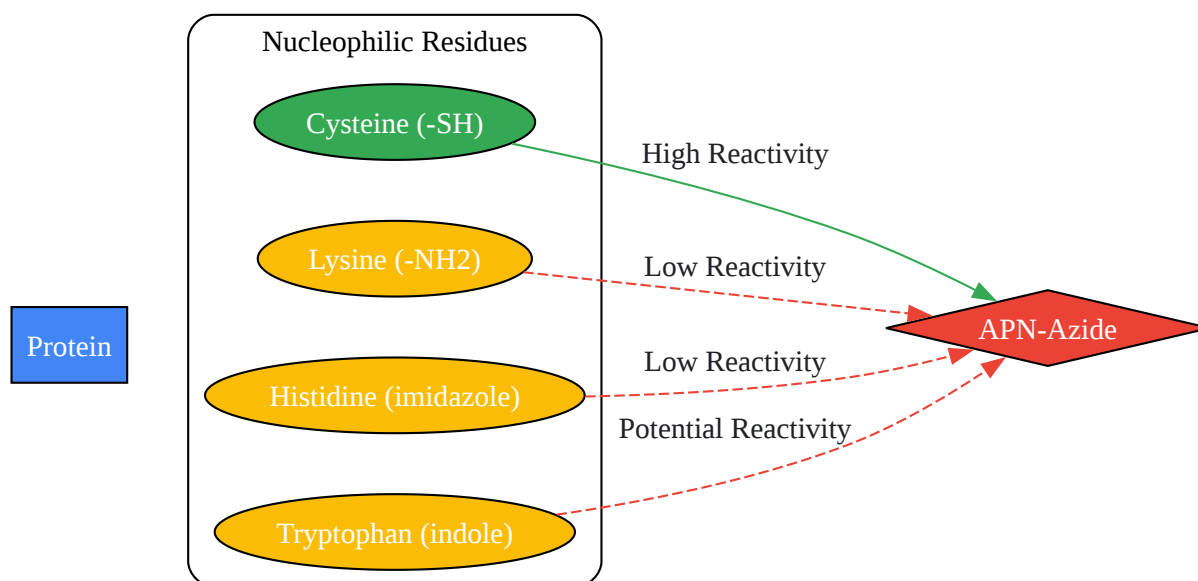 Nucleophilic Residues
Cysteine (-SH)
High Reactivity
Lysine (-NH2)
Low Reactivity
Protein
APN-Azide
Histidine (imidazole)
Low Reactivity
Potential Reactivity
Tryptophan (indole)